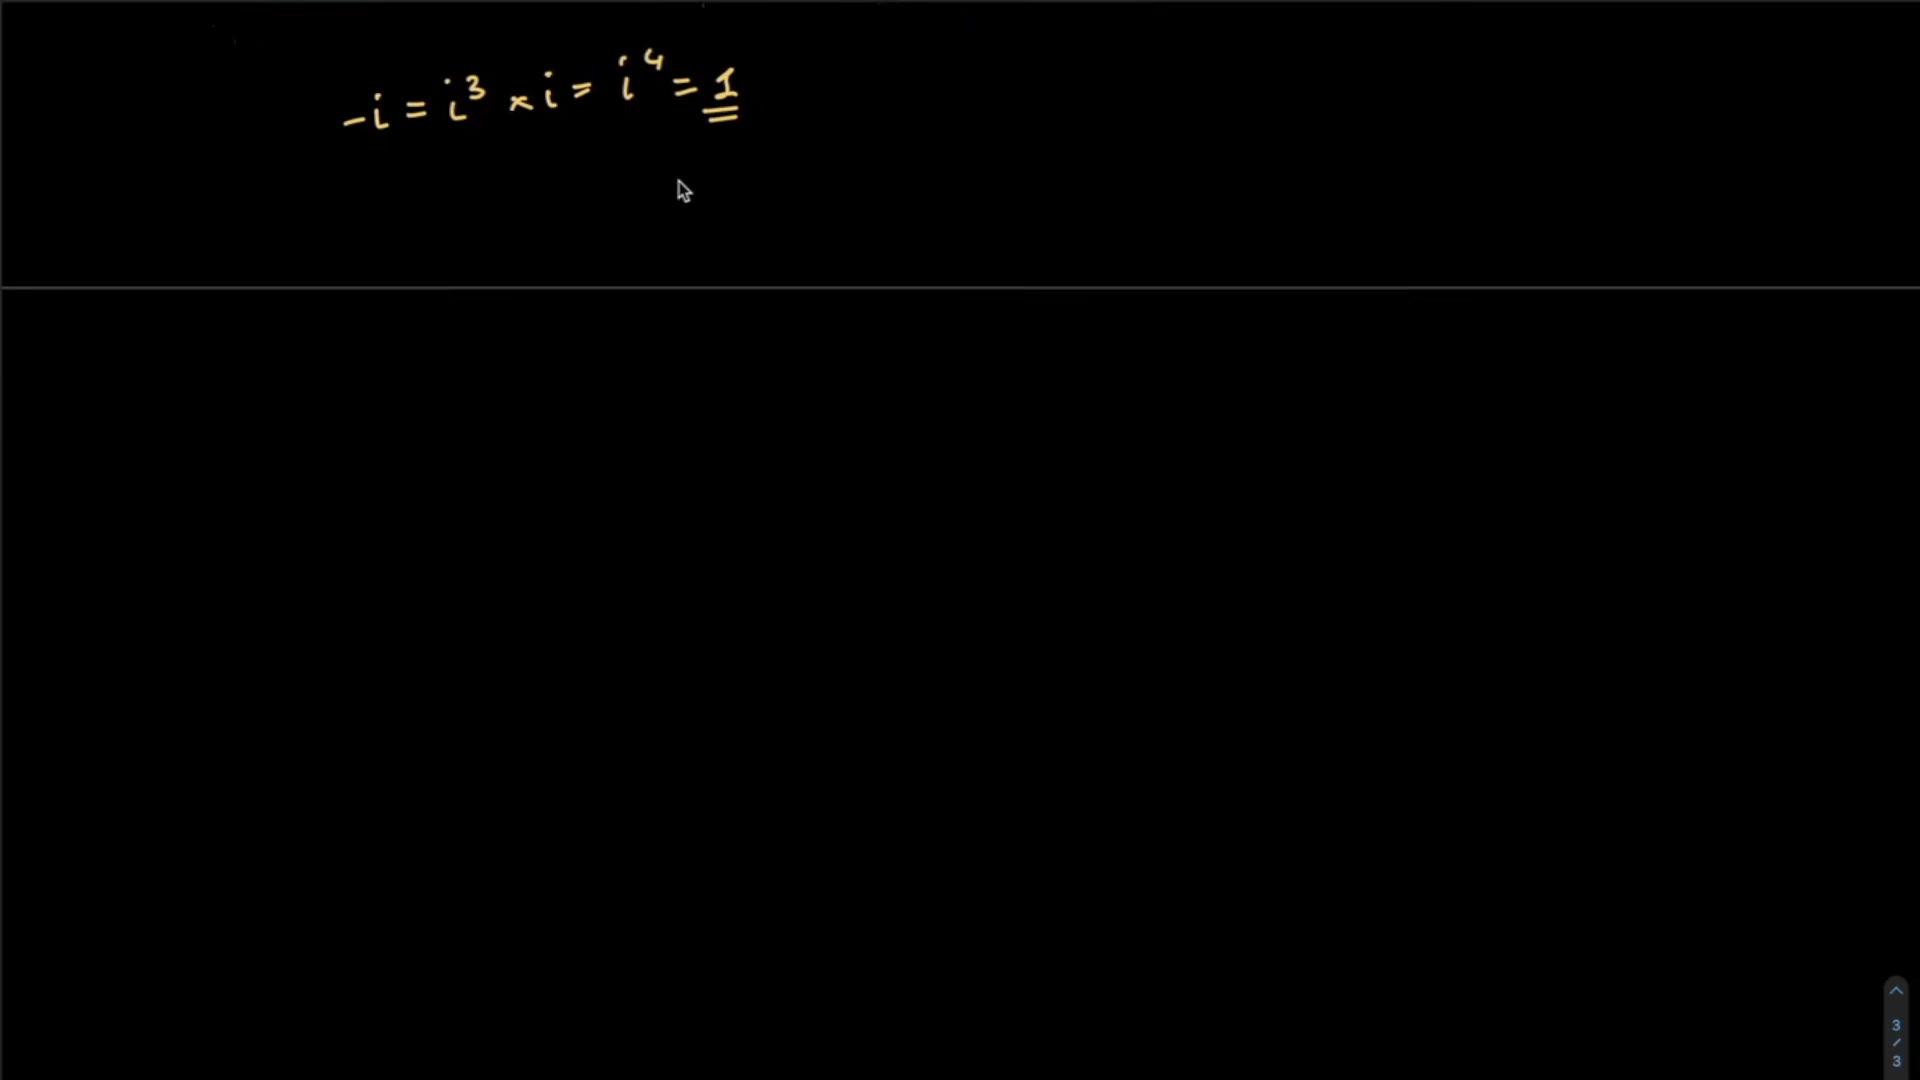 -i = i³ × i = i⁴ = 1
3
/
3